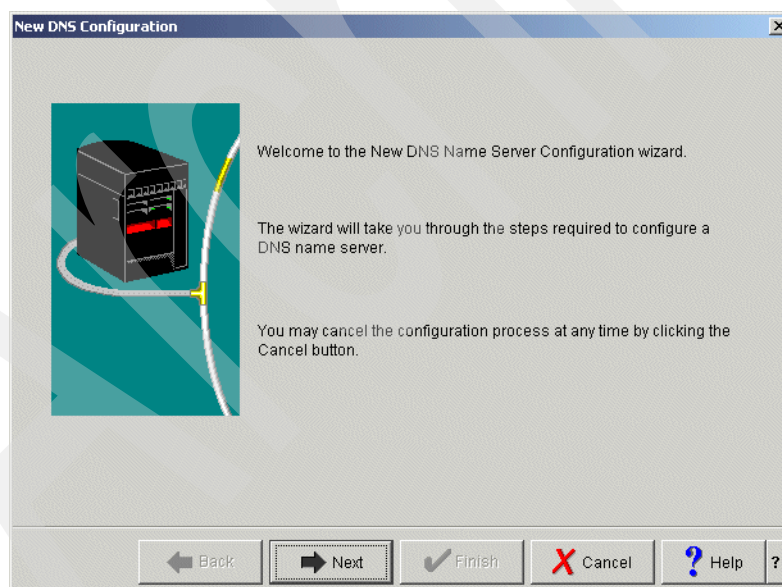 New DNS Configuration
Welcome to the New DNS Name Server Configuration wizard.
The wizard will take you through the steps required to configure a
DNS name server.
You may cancel the configuration process at any time by clicking the
Cancel button.
Back
Next
Finish
Cancel
? Help
?